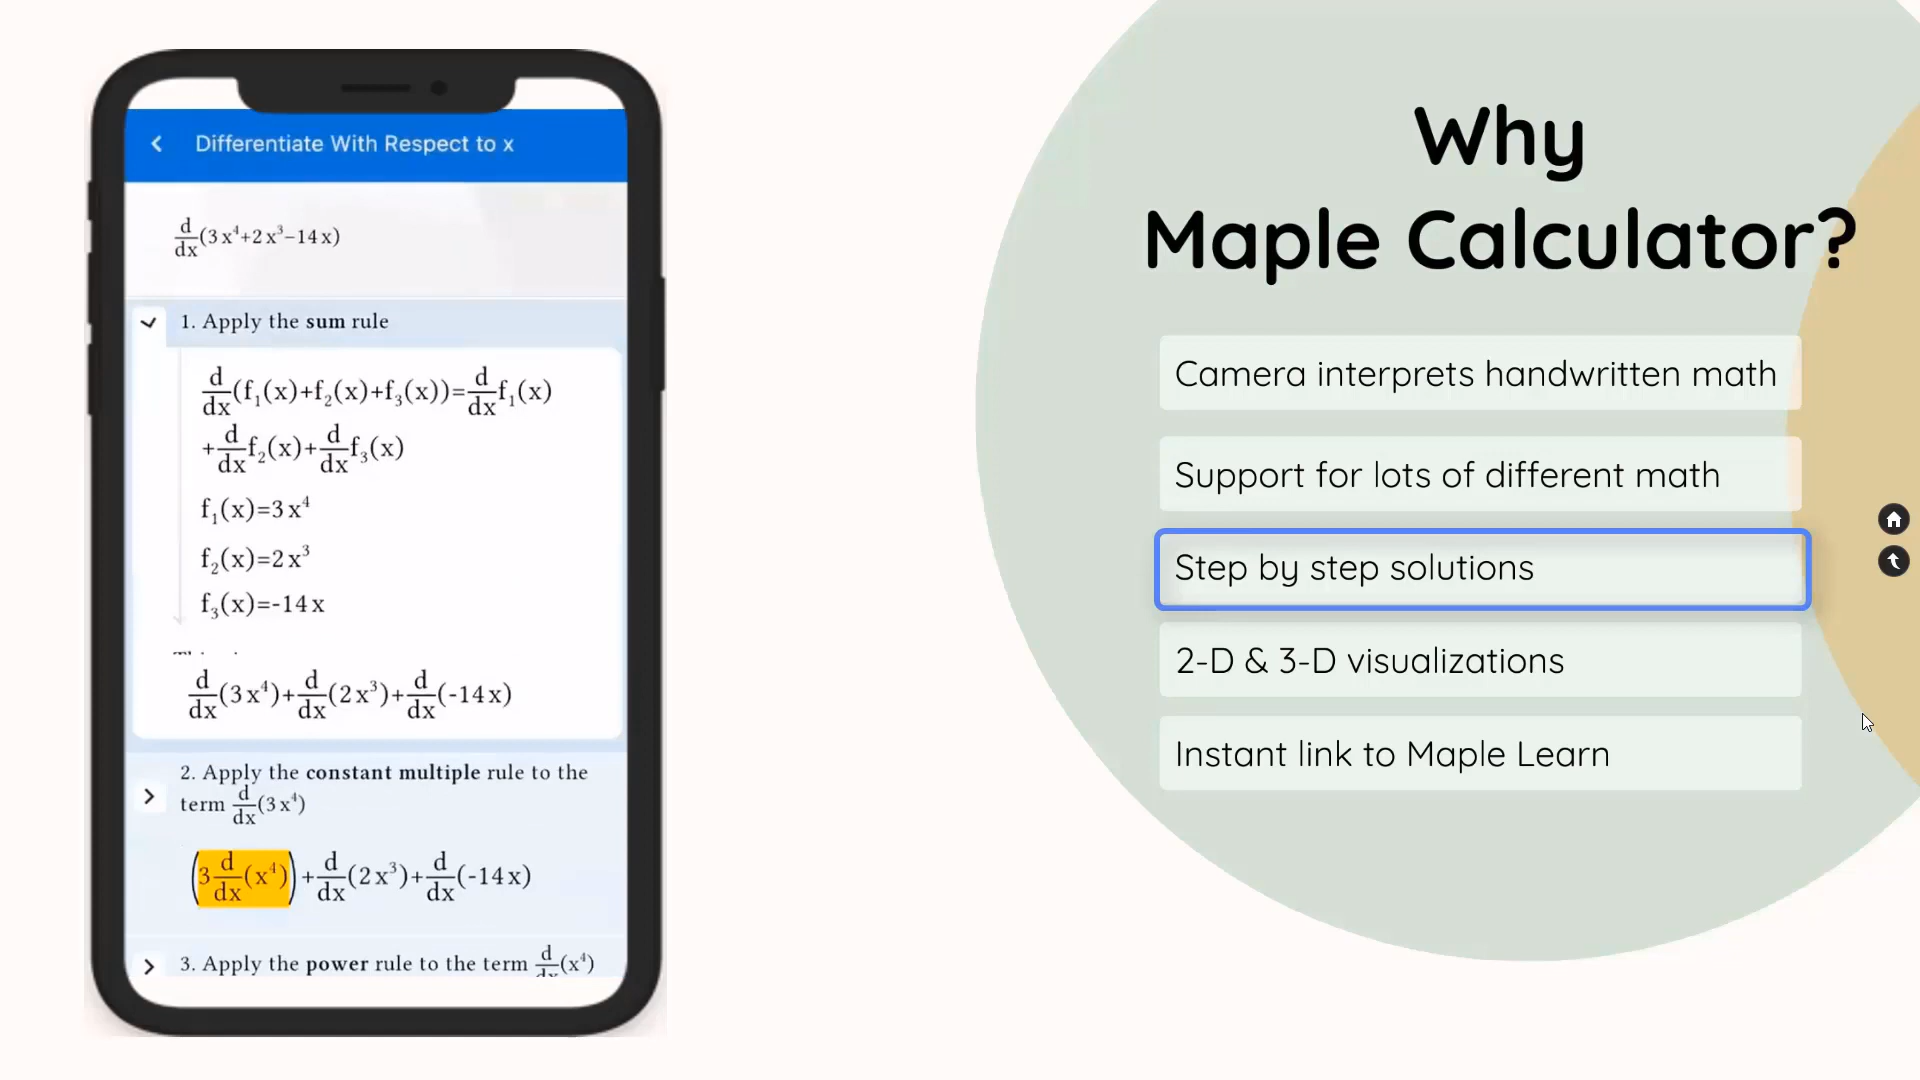 Differentiate With Respect to x
d/dx(3x⁴+2x³−14x)
1. Apply the sum rule
d/dx(f₁(x)+f₂(x)+f₃(x))=d/dx f₁(x)
+d/dx f₂(x)+d/dx f₃(x)
f₁(x)=3x⁴
f₂(x)=2x³
f₃(x)=-14x
d/dx(3x⁴)+d/dx(2x³)+d/dx(-14x)
2. Apply the constant multiple rule to the
term d/dx(3x⁴)
(3 d/dx(x⁴))+d/dx(2x³)+d/dx(-14x)
3. Apply the power rule to the term d/dx(x⁴)
Why
Maple Calculator?
Camera interprets handwritten math
Support for lots of different math
Step by step solutions
2-D & 3-D visualizations
Instant link to Maple Learn